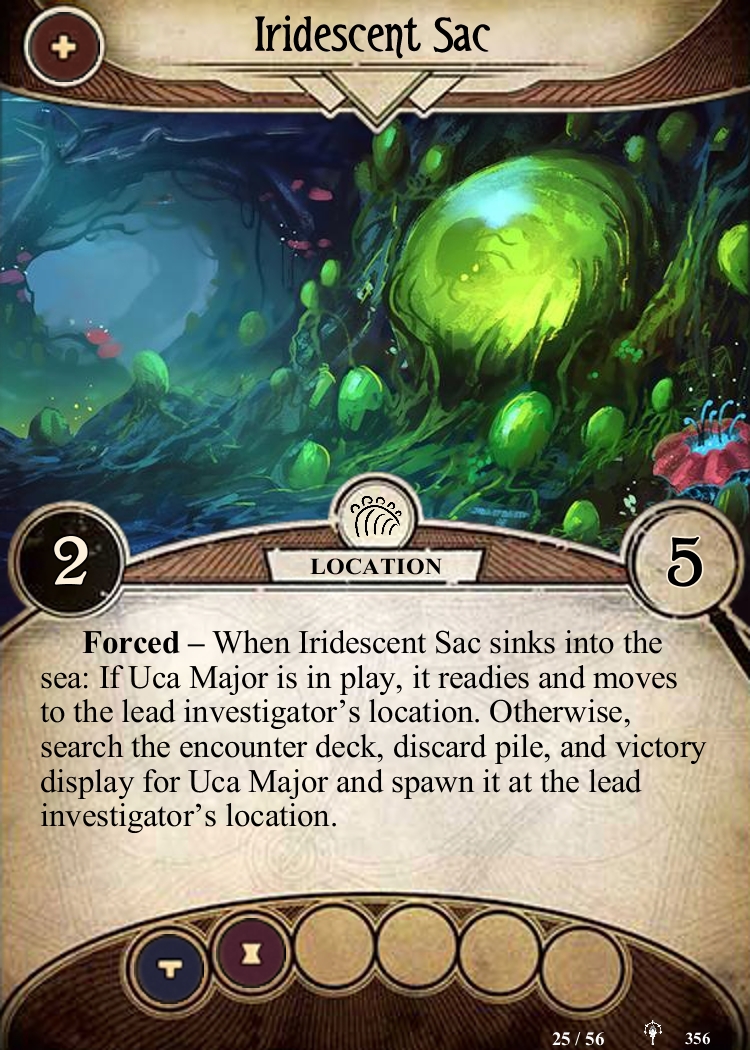 Iridescent Sac
2
LOCATION
5
Forced – When Iridescent Sac sinks into the
sea: If Uca Major is in play, it readies and moves
to the lead investigator’s location. Otherwise,
search the encounter deck, discard pile, and victory
display for Uca Major and spawn it at the lead
investigator’s location.
25 / 56
356